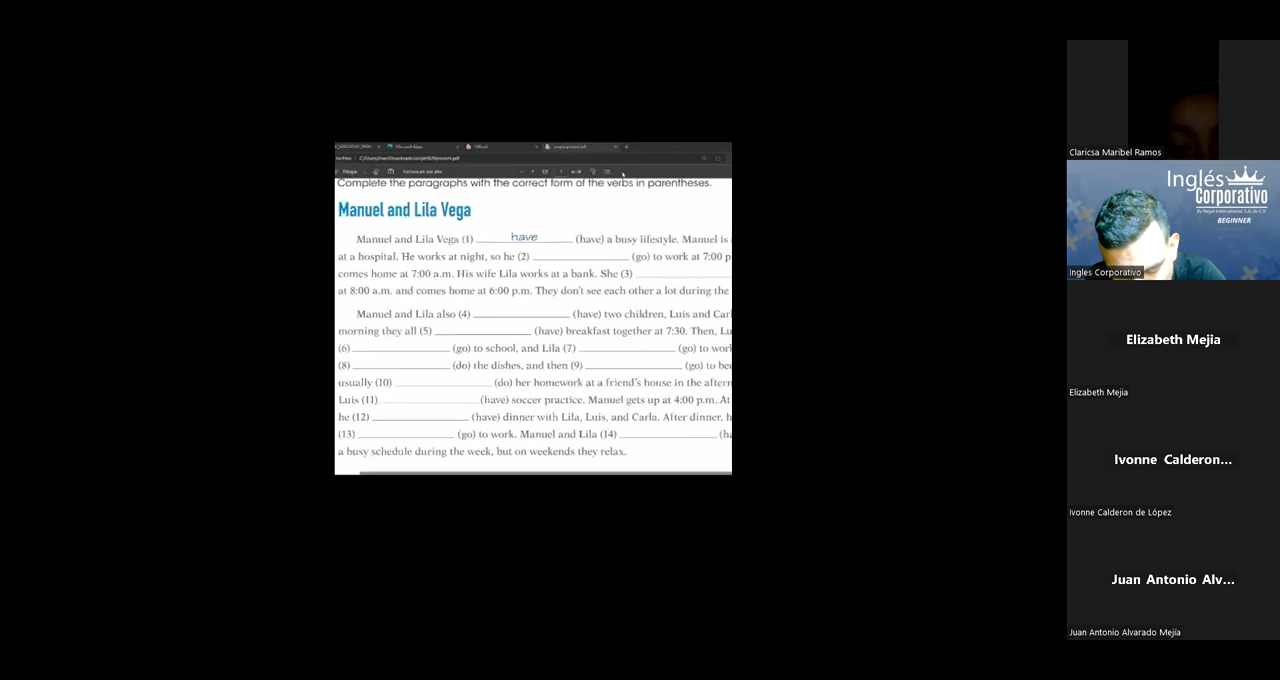 Complete the paragraphs with the correct form of the verbs in parentheses.
Manuel and Lila Vega
Manuel and Lila Vega (1) have (have) a busy lifestyle. Manuel is
at a hospital. He works at night, so he (2) (go) to work at 7:00 p
comes home at 7:00 a.m. His wife Lila works at a bank. She (3)
at 8:00 a.m. and comes home at 6:00 p.m. They don't see each other a lot during the
Manuel and Lila also (4) (have) two children, Luis and Carl
morning they all (5) (have) breakfast together at 7:30. Then, Lu
(6) (go) to school, and Lila (7) (go) to work
(8) (do) the dishes, and then (9) (go) to bed
usually (10) (do) her homework at a friend's house in the aftern
Luis (11) (have) soccer practice. Manuel gets up at 4:00 p.m. At
he (12) (have) dinner with Lila, Luis, and Carla. After dinner, h
(13) (go) to work. Manuel and Lila (14) (ha
a busy schedule during the week, but on weekends they relax.
Claricsa Maribel Ramos
Inglés
Corporativo
By Regal International, S.A. de C.V.
BEGINNER
Ingles Corporativo
Elizabeth Mejia
Elizabeth Mejia
Ivonne Calderon...
Ivonne Calderon de López
Juan Antonio Alv...
Juan Antonio Alvarado Mejía